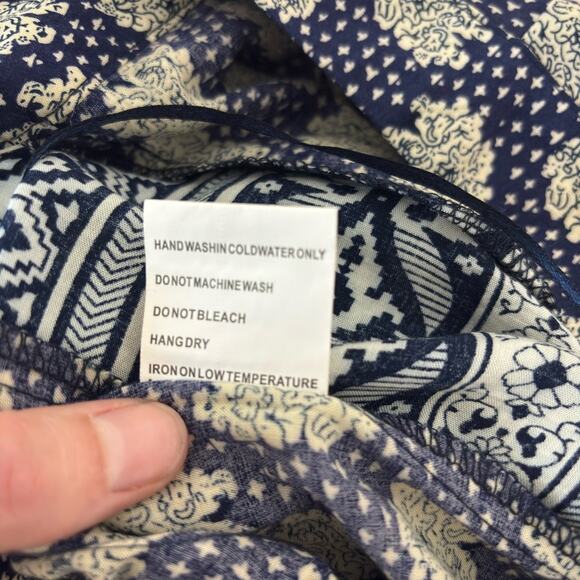 HANDWASHINCOLDWATERONLY
DONOTMACHINEWASH
DONOTBLEACH
HANGDRY
IRONONLOWTEMPERATURE